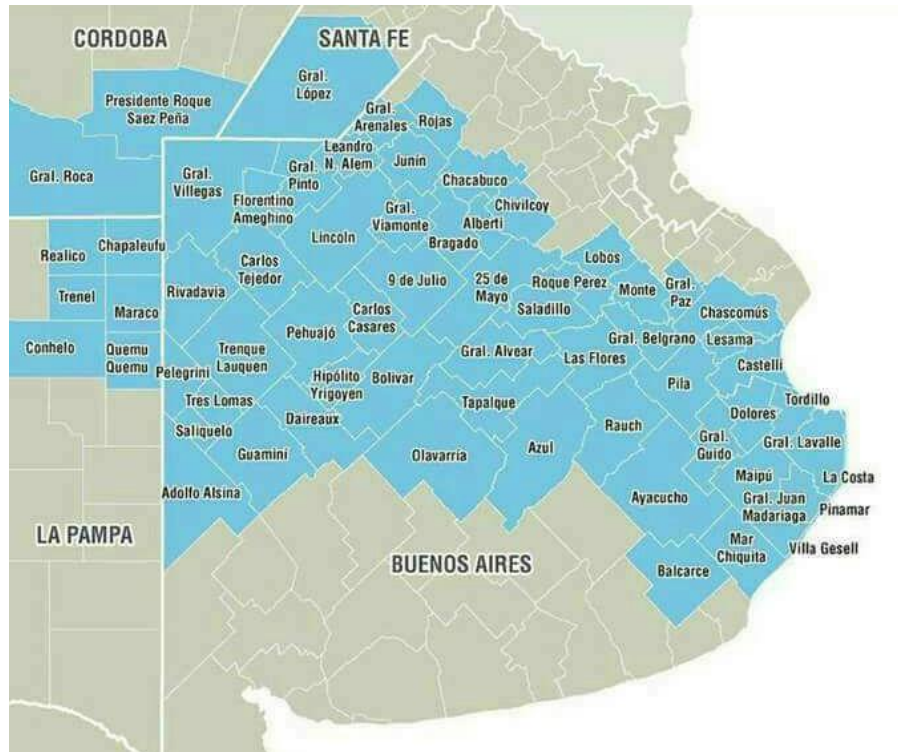 CORDOBA
SANTA FE
Gral.
López
Presidente Roque
Saez Peña
Gral.
Arenales
Rojas
Leandro
N. Alem
Junín
Gral. Roca
Gral.
Villegas
Gral.
Pinto
Chacabuco
Florentino
Ameghino
Chivilcoy
Gral.
Viamonte
Alberti
Lincoln
Bragado
Realico
Chapaleufu
Carlos
Tejedor
Lobos
9 de Julio
25 de
Mayo
Roque Perez
Monte
Gral.
Paz
Trenel
Rivadavia
Maraco
Carlos
Casares
Saladillo
Chascomús
Pehuajó
Gral. Belgrano
Lesama
Conhelo
Quemu
Quemu
Trenque
Lauquen
Gral. Alvear
Las Flores
Castelli
Pelegrini
Hipólito
Yrigoyen
Bolivar
Pila
Tres Lomas
Tapalque
Tordillo
Daireaux
Dolores
Saliquelo
Rauch
Guaminí
Olavarría
Azul
Gral.
Guido
Gral. Lavalle
Maipú
La Costa
Adolfo Alsina
Ayacucho
Gral. Juan
Madariaga
Pinamar
LA PAMPA
Mar
Chiquita
Villa Gesell
BUENOS AIRES
Balcarce